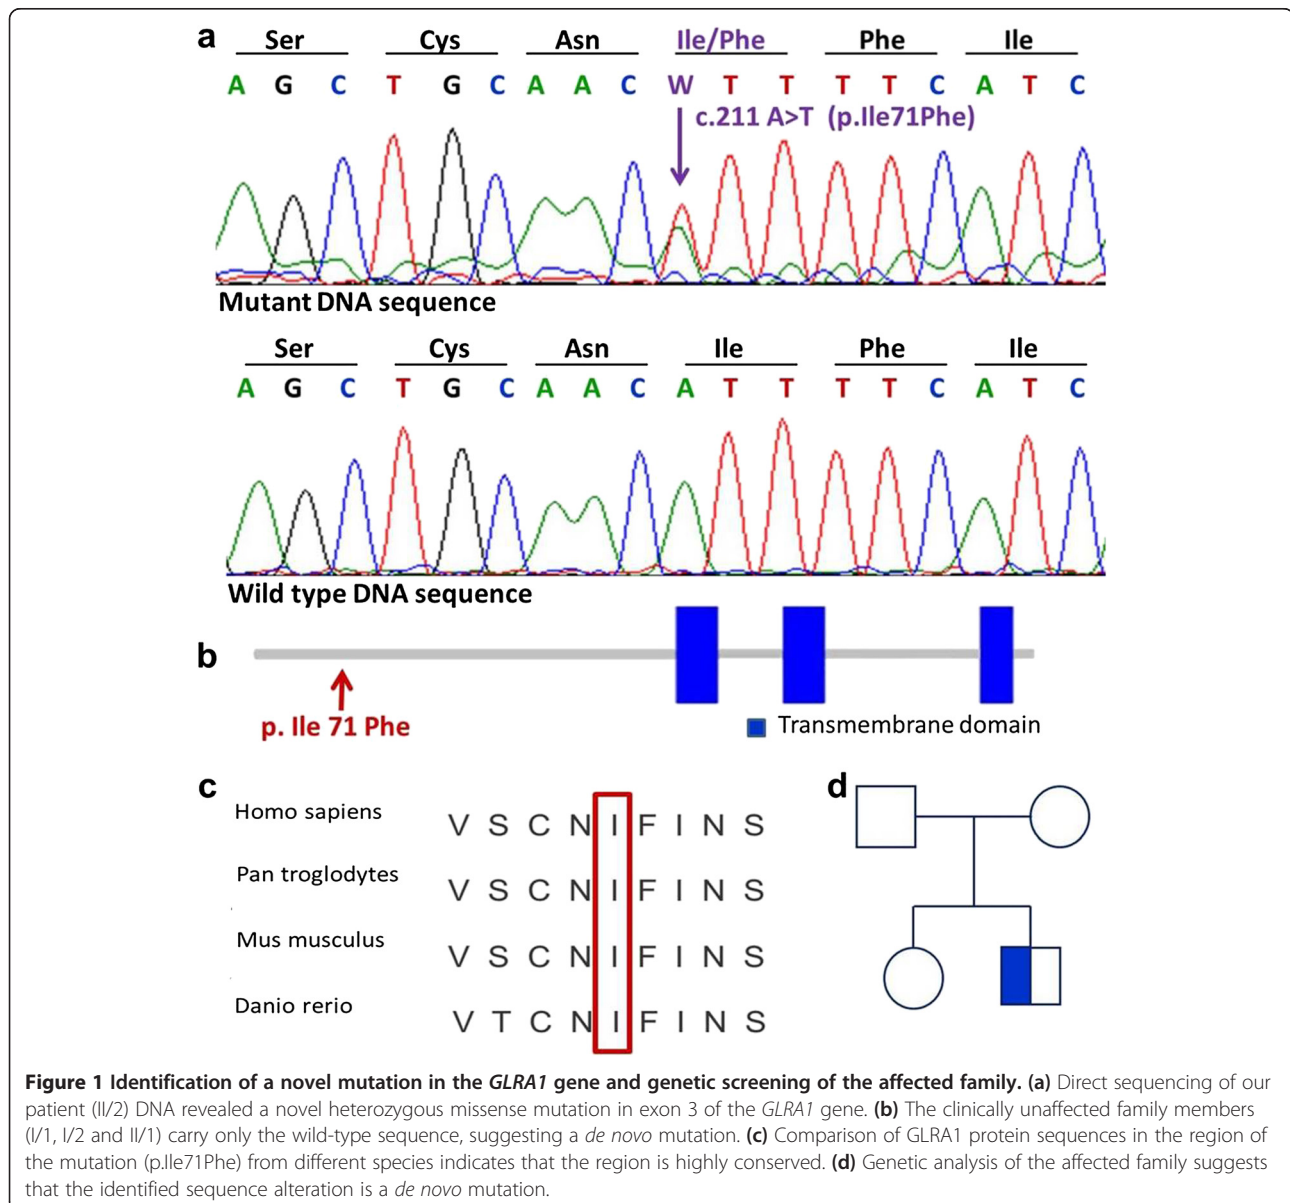 a
Ser Cys Asn Ile/Phe Phe Ile
A G C T G C A A C W T T T T C A T C
c.211 A>T (p.Ile71Phe)
Mutant DNA sequence
Ser Cys Asn Ile Phe Ile
A G C T G C A A C A T T T T C A T C
Wild type DNA sequence
b
p. Ile 71 Phe
Transmembrane domain
c
Homo sapiens V S C N I F I N S
Pan troglodytes V S C N I F I N S
Mus musculus V S C N I F I N S
Danio rerio V T C N I F I N S
d
Figure 1 Identification of a novel mutation in the GLRA1 gene and genetic screening of the affected family. (a) Direct sequencing of our
patient (II/2) DNA revealed a novel heterozygous missense mutation in exon 3 of the GLRA1 gene. (b) The clinically unaffected family members
(I/1, I/2 and II/1) carry only the wild-type sequence, suggesting a de novo mutation. (c) Comparison of GLRA1 protein sequences in the region of
the mutation (p.Ile71Phe) from different species indicates that the region is highly conserved. (d) Genetic analysis of the affected family suggests
that the identified sequence alteration is a de novo mutation.